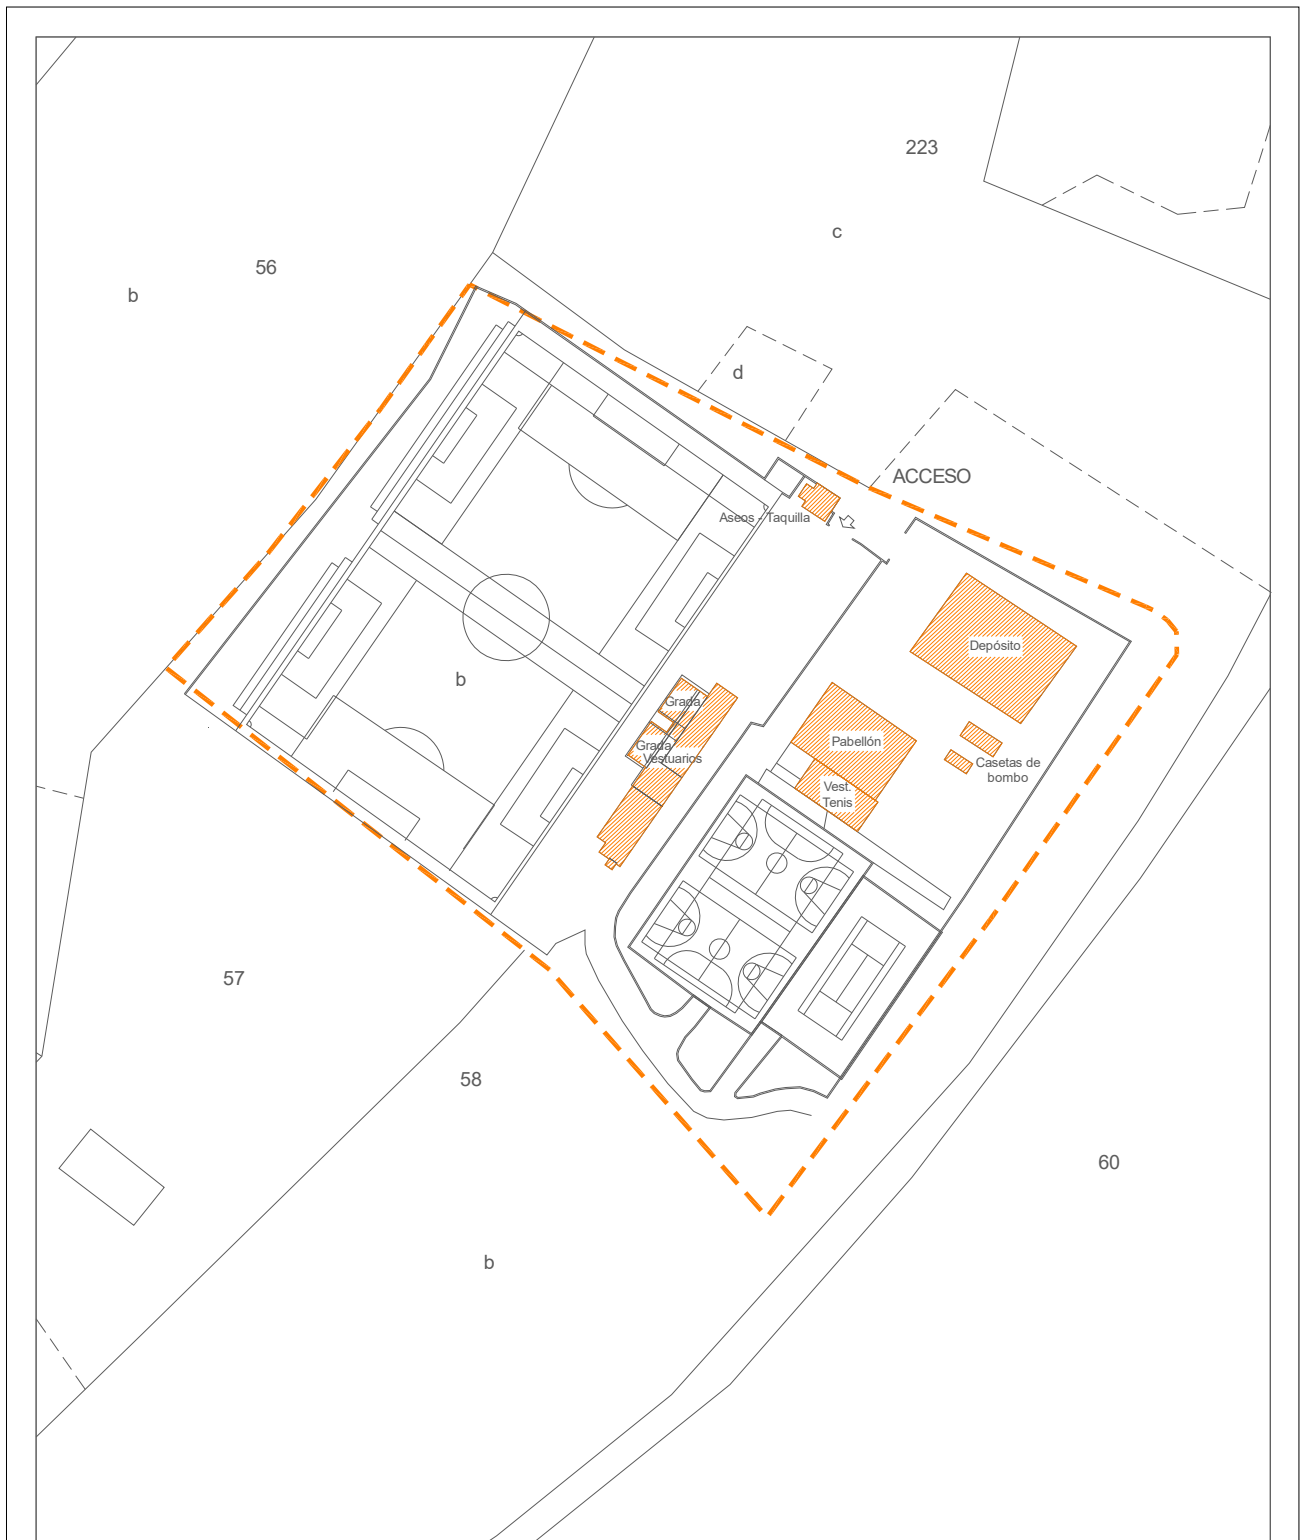 223
c
56
b
d
ACCESO
Aseos - Taquilla
Depósito
b
Grada
Pabellón
Grada
Vestuarios
Casetas de
bombo
Vest.
Tenis
57
58
60
b